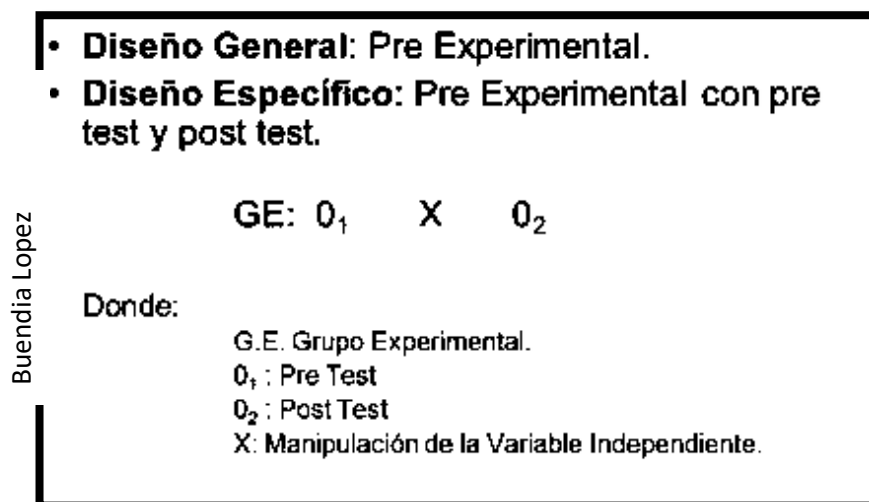 • Diseño General: Pre Experimental.
• Diseño Específico: Pre Experimental con pre
test y post test.
GE: 0₁ X 0₂
Donde:
G.E. Grupo Experimental.
0₁ : Pre Test
0₂ : Post Test
X: Manipulación de la Variable Independiente.
Buendia Lopez